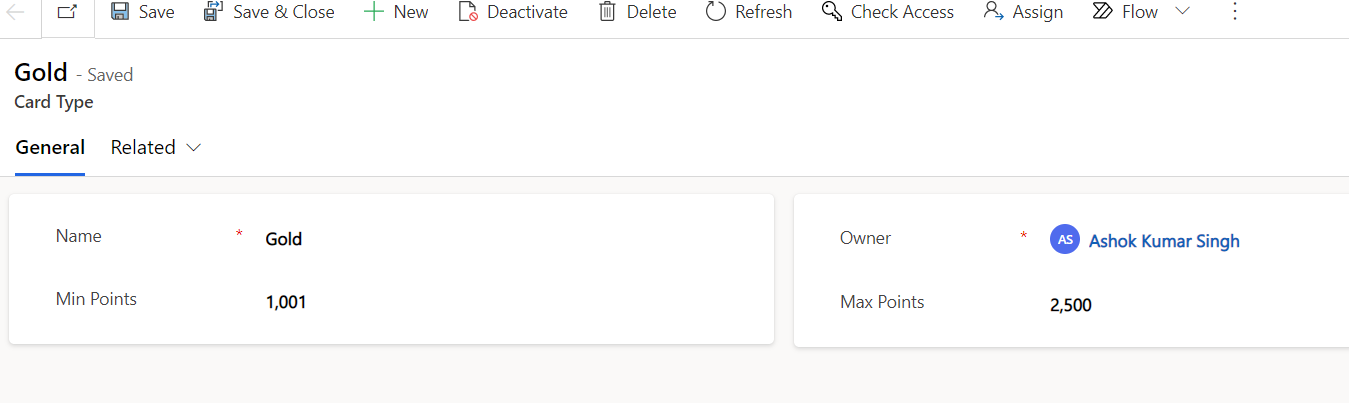 Save Save & Close New Deactivate Delete Refresh Check Access Assign Flow
Gold - Saved
Card Type
General Related
Name * Gold
Min Points 1,001
Owner * AS Ashok Kumar Singh
Max Points 2,500